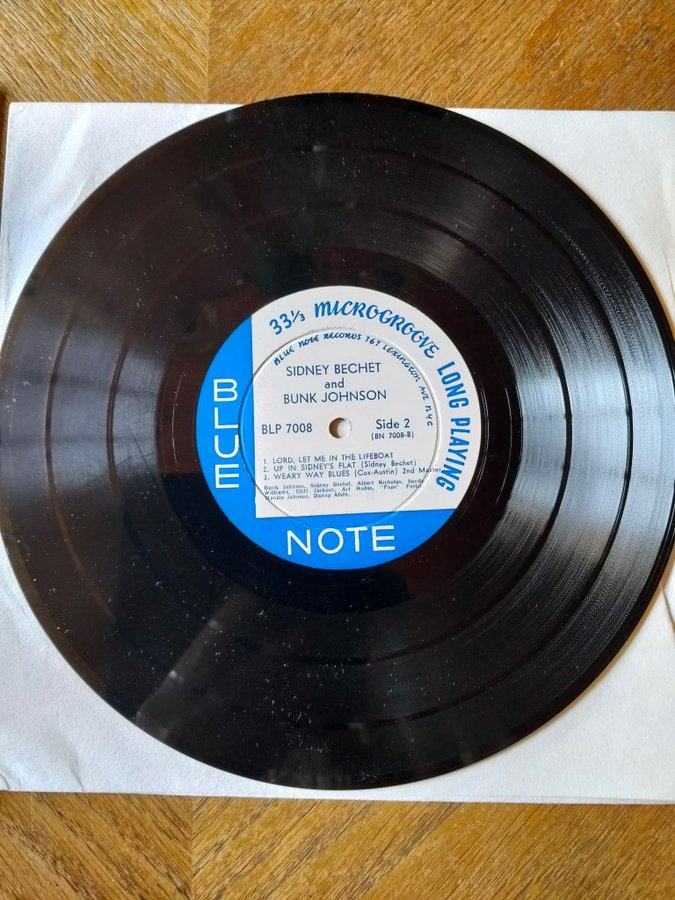 33⅓ MICROGROOVE LONG PLAYING
BLUE NOTE RECORDS 767 LEXINGTON AVE NYC
SIDNEY BECHET
and
BUNK JOHNSON
BLP 7008
Side 2
(BN 7008-B)
1. LORD, LET ME IN THE LIFEBOAT
2. UP IN SIDNEY'S FLAT (Sidney Bechet)
3. WEARY WAY BLUES (Cox-Austin) 2nd Master
Bunk Johnson, Sidney Bechet, Albert Nicholas, Sandy
Williams, Cliff Jackson, Art Hodes, "Pops" Foster,
Manzie Johnson, Danny Alvin.
BLUE
NOTE